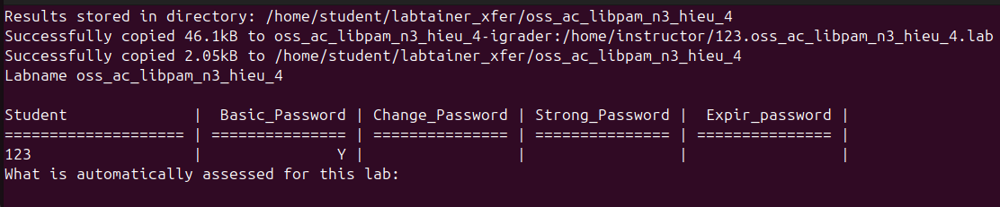 Results stored in directory: /home/student/labtainer_xfer/oss_ac_libpam_n3_hieu_4
Successfully copied 46.1kB to oss_ac_libpam_n3_hieu_4-igrader:/home/instructor/123.oss_ac_libpam_n3_hieu_4.lab
Successfully copied 2.05kB to /home/student/labtainer_xfer/oss_ac_libpam_n3_hieu_4
Labname oss_ac_libpam_n3_hieu_4
Student | Basic_Password | Change_Password | Strong_Password | Expir_password |
==================== | =============== | =============== | =============== | =============== |
123 | Y | | | |
What is automatically assessed for this lab: